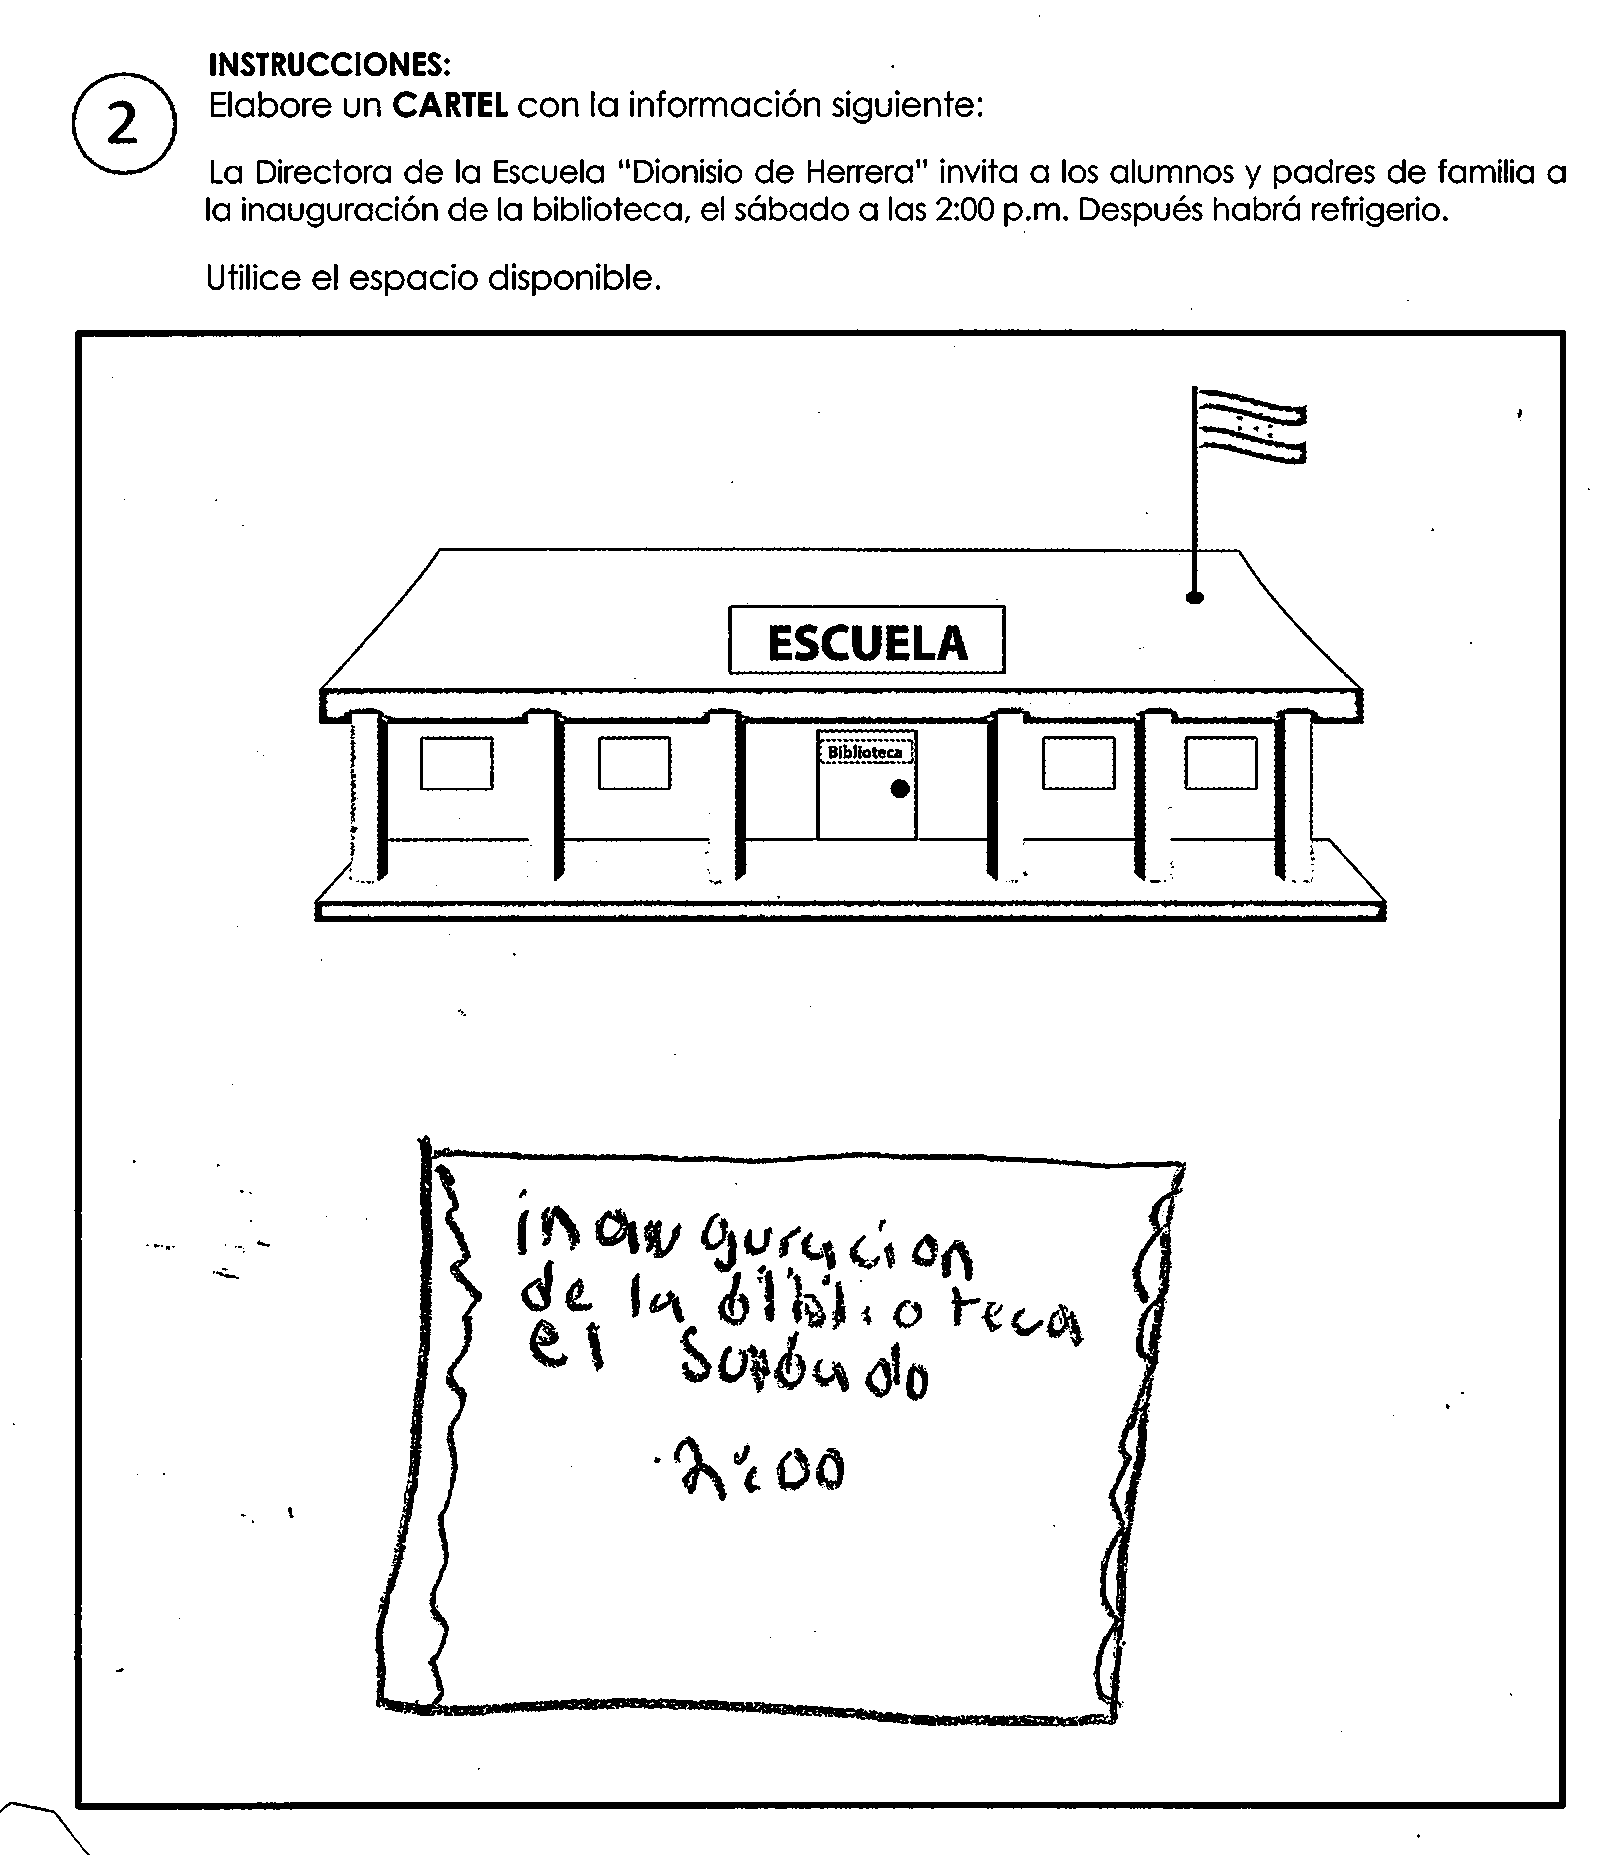 INSTRUCCIONES:
2
Elabore un CARTEL con la información siguiente:
La Directora de la Escuela "Dionisio de Herrera" invita a los alumnos y padres de familia a
la inauguración de la biblioteca, el sábado a las 2:00 p.m. Después habrá refrigerio.
Utilice el espacio disponible.
ESCUELA
Biblioteca
inauguracion
de la biblioteca
el sabado
2:00